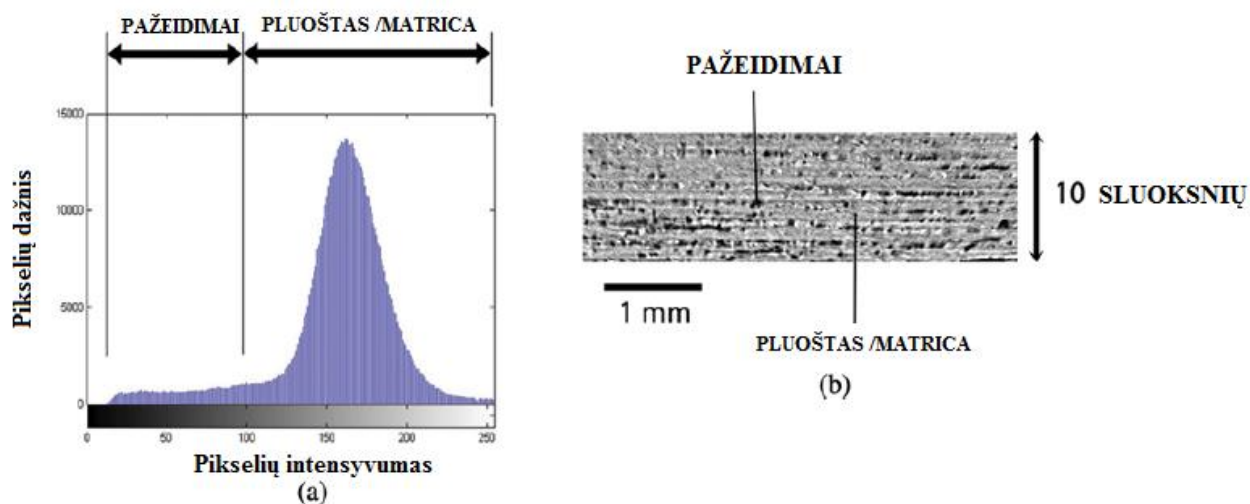 PAŽEIDIMAI
PLUOŠTAS /MATRICA
15000
10000
5000
0
Pikselių dažnis
0 50 100 150 200 250
Pikselių intensyvumas
(a)
PAŽEIDIMAI
10 SLUOKSNIŲ
1 mm
PLUOŠTAS /MATRICA
(b)